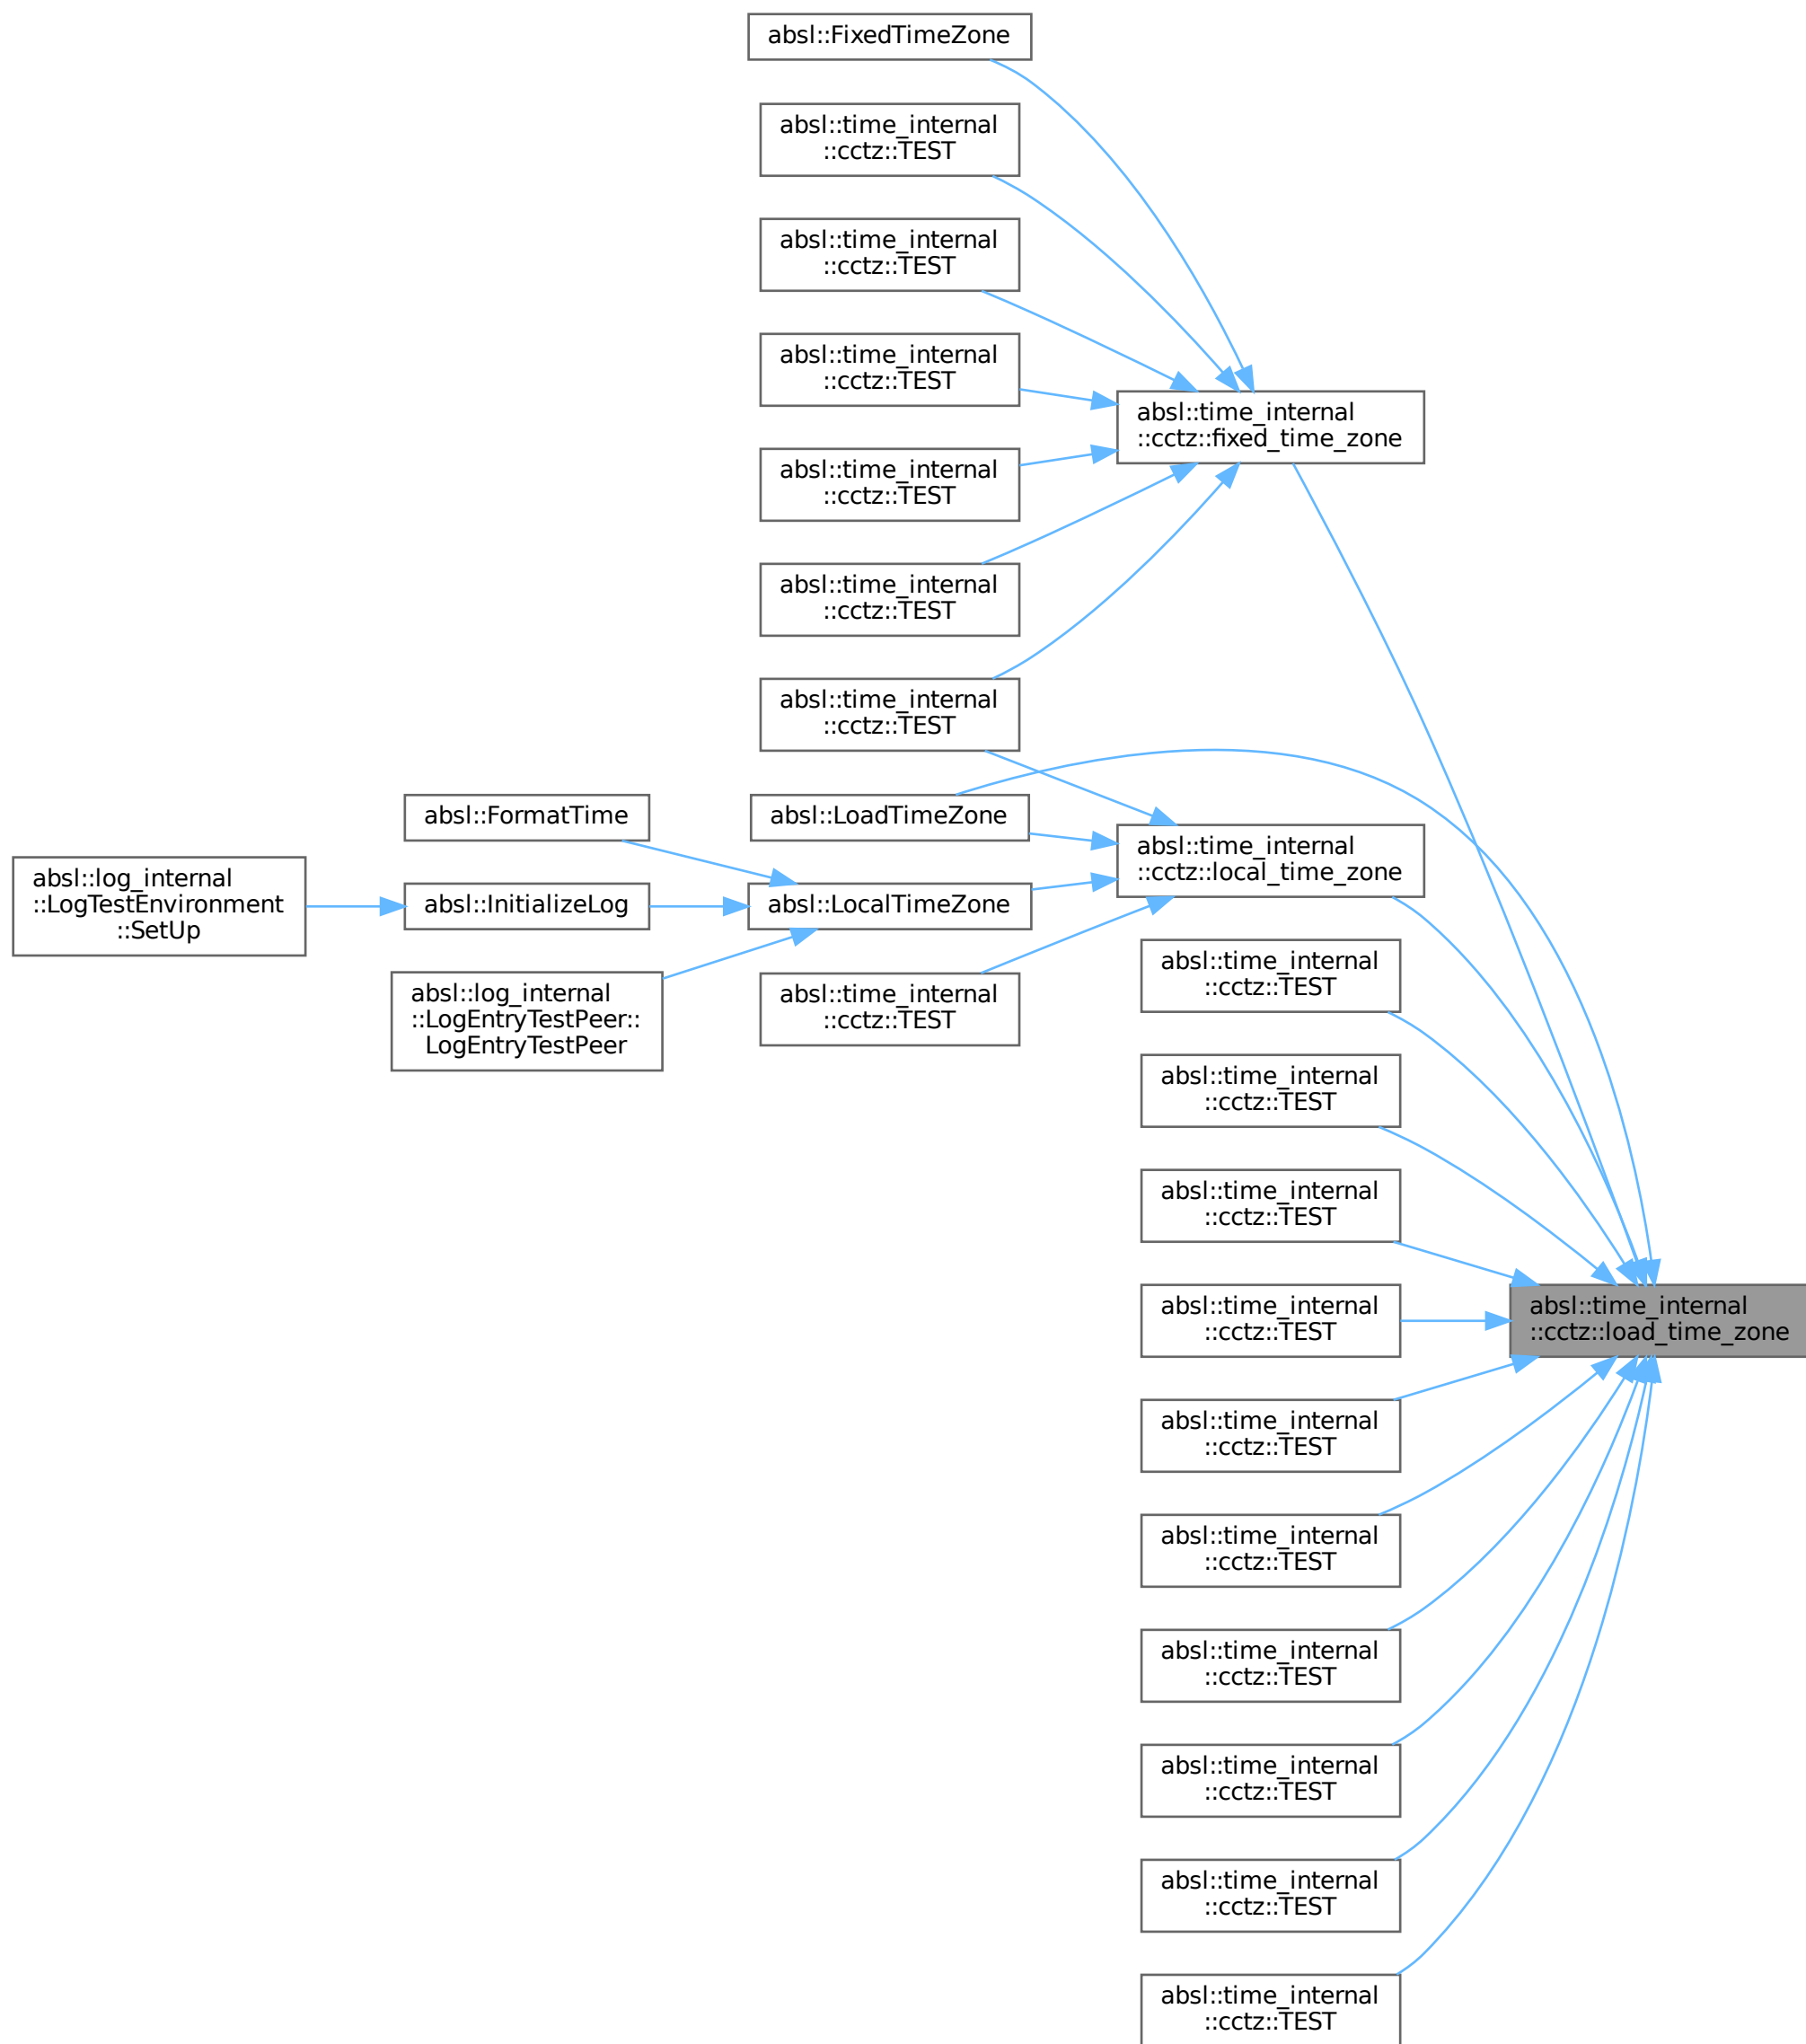 absl::FixedTimeZone
absl::time_internal
::cctz::TEST
absl::time_internal
::cctz::TEST
absl::time_internal
::cctz::TEST
absl::time_internal
::cctz::fixed_time_zone
absl::time_internal
::cctz::TEST
absl::time_internal
::cctz::TEST
absl::time_internal
::cctz::TEST
absl::FormatTime
absl::LoadTimeZone
absl::time_internal
::cctz::local_time_zone
absl::log_internal
::LogTestEnvironment
::SetUp
absl::InitializeLog
absl::LocalTimeZone
absl::log_internal
::LogEntryTestPeer::
LogEntryTestPeer
absl::time_internal
::cctz::TEST
absl::time_internal
::cctz::TEST
absl::time_internal
::cctz::TEST
absl::time_internal
::cctz::TEST
absl::time_internal
::cctz::TEST
absl::time_internal
::cctz::load_time_zone
absl::time_internal
::cctz::TEST
absl::time_internal
::cctz::TEST
absl::time_internal
::cctz::TEST
absl::time_internal
::cctz::TEST
absl::time_internal
::cctz::TEST
absl::time_internal
::cctz::TEST